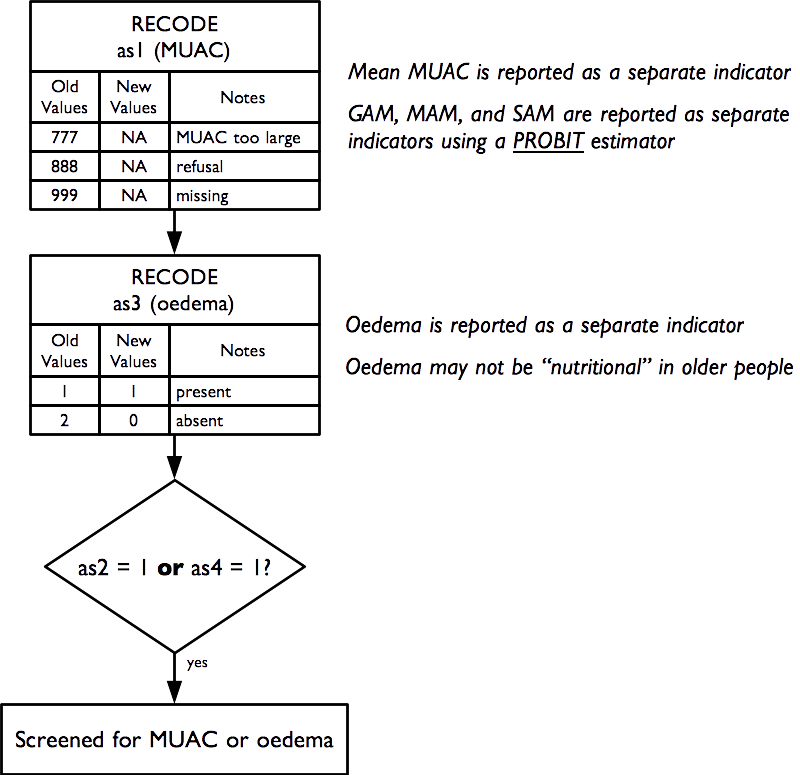 RECODE
as1 (MUAC)
Old Values New Values Notes
777 NA MUAC too large
888 NA refusal
999 NA missing
Mean MUAC is reported as a separate indicator
GAM, MAM, and SAM are reported as separate
indicators using a PROBIT estimator
RECODE
as3 (oedema)
Old Values New Values Notes
1 1 present
2 0 absent
Oedema is reported as a separate indicator
Oedema may not be “nutritional” in older people
as2 = 1 or as4 = 1?
yes
Screened for MUAC or oedema